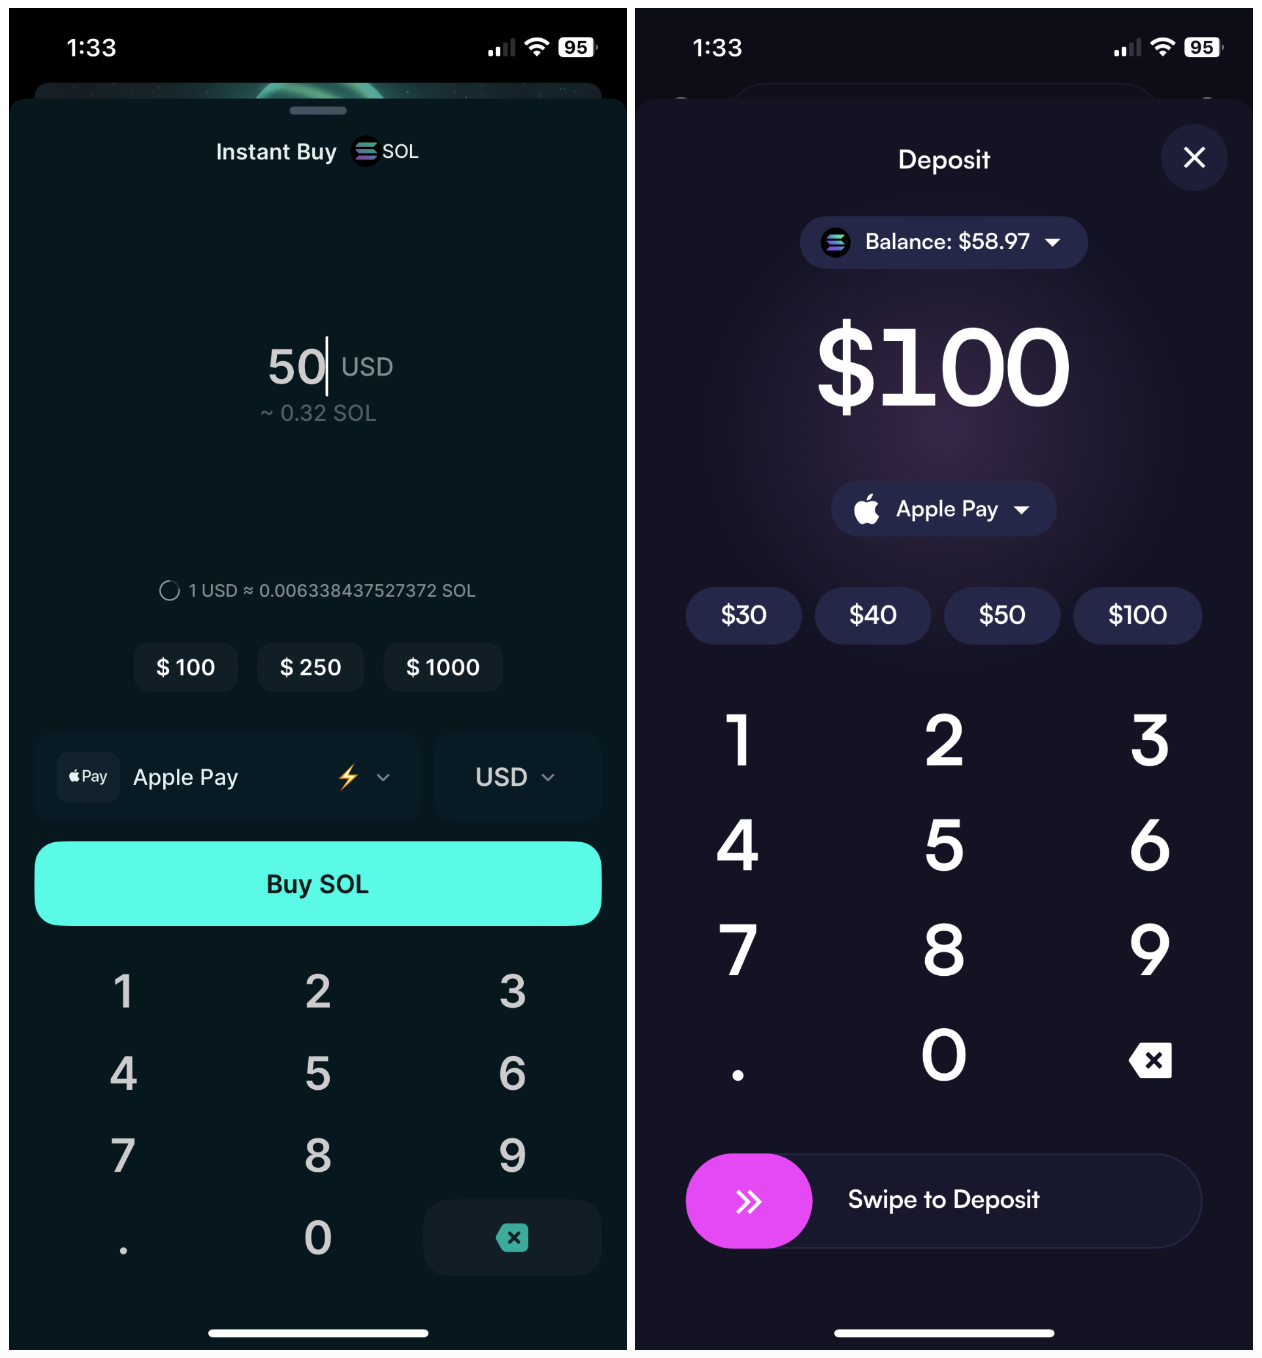 1:33
95
Instant Buy SOL
50 USD
~ 0.32 SOL
1 USD ≈ 0.006338437527372 SOL
$ 100 $ 250 $ 1000
Pay Apple Pay ⚡ USD
Buy SOL
1 2 3
4 5 6
7 8 9
. 0
1:33
95
Deposit
Balance: $58.97
$100
Apple Pay
$30 $40 $50 $100
1 2 3
4 5 6
7 8 9
. 0
Swipe to Deposit